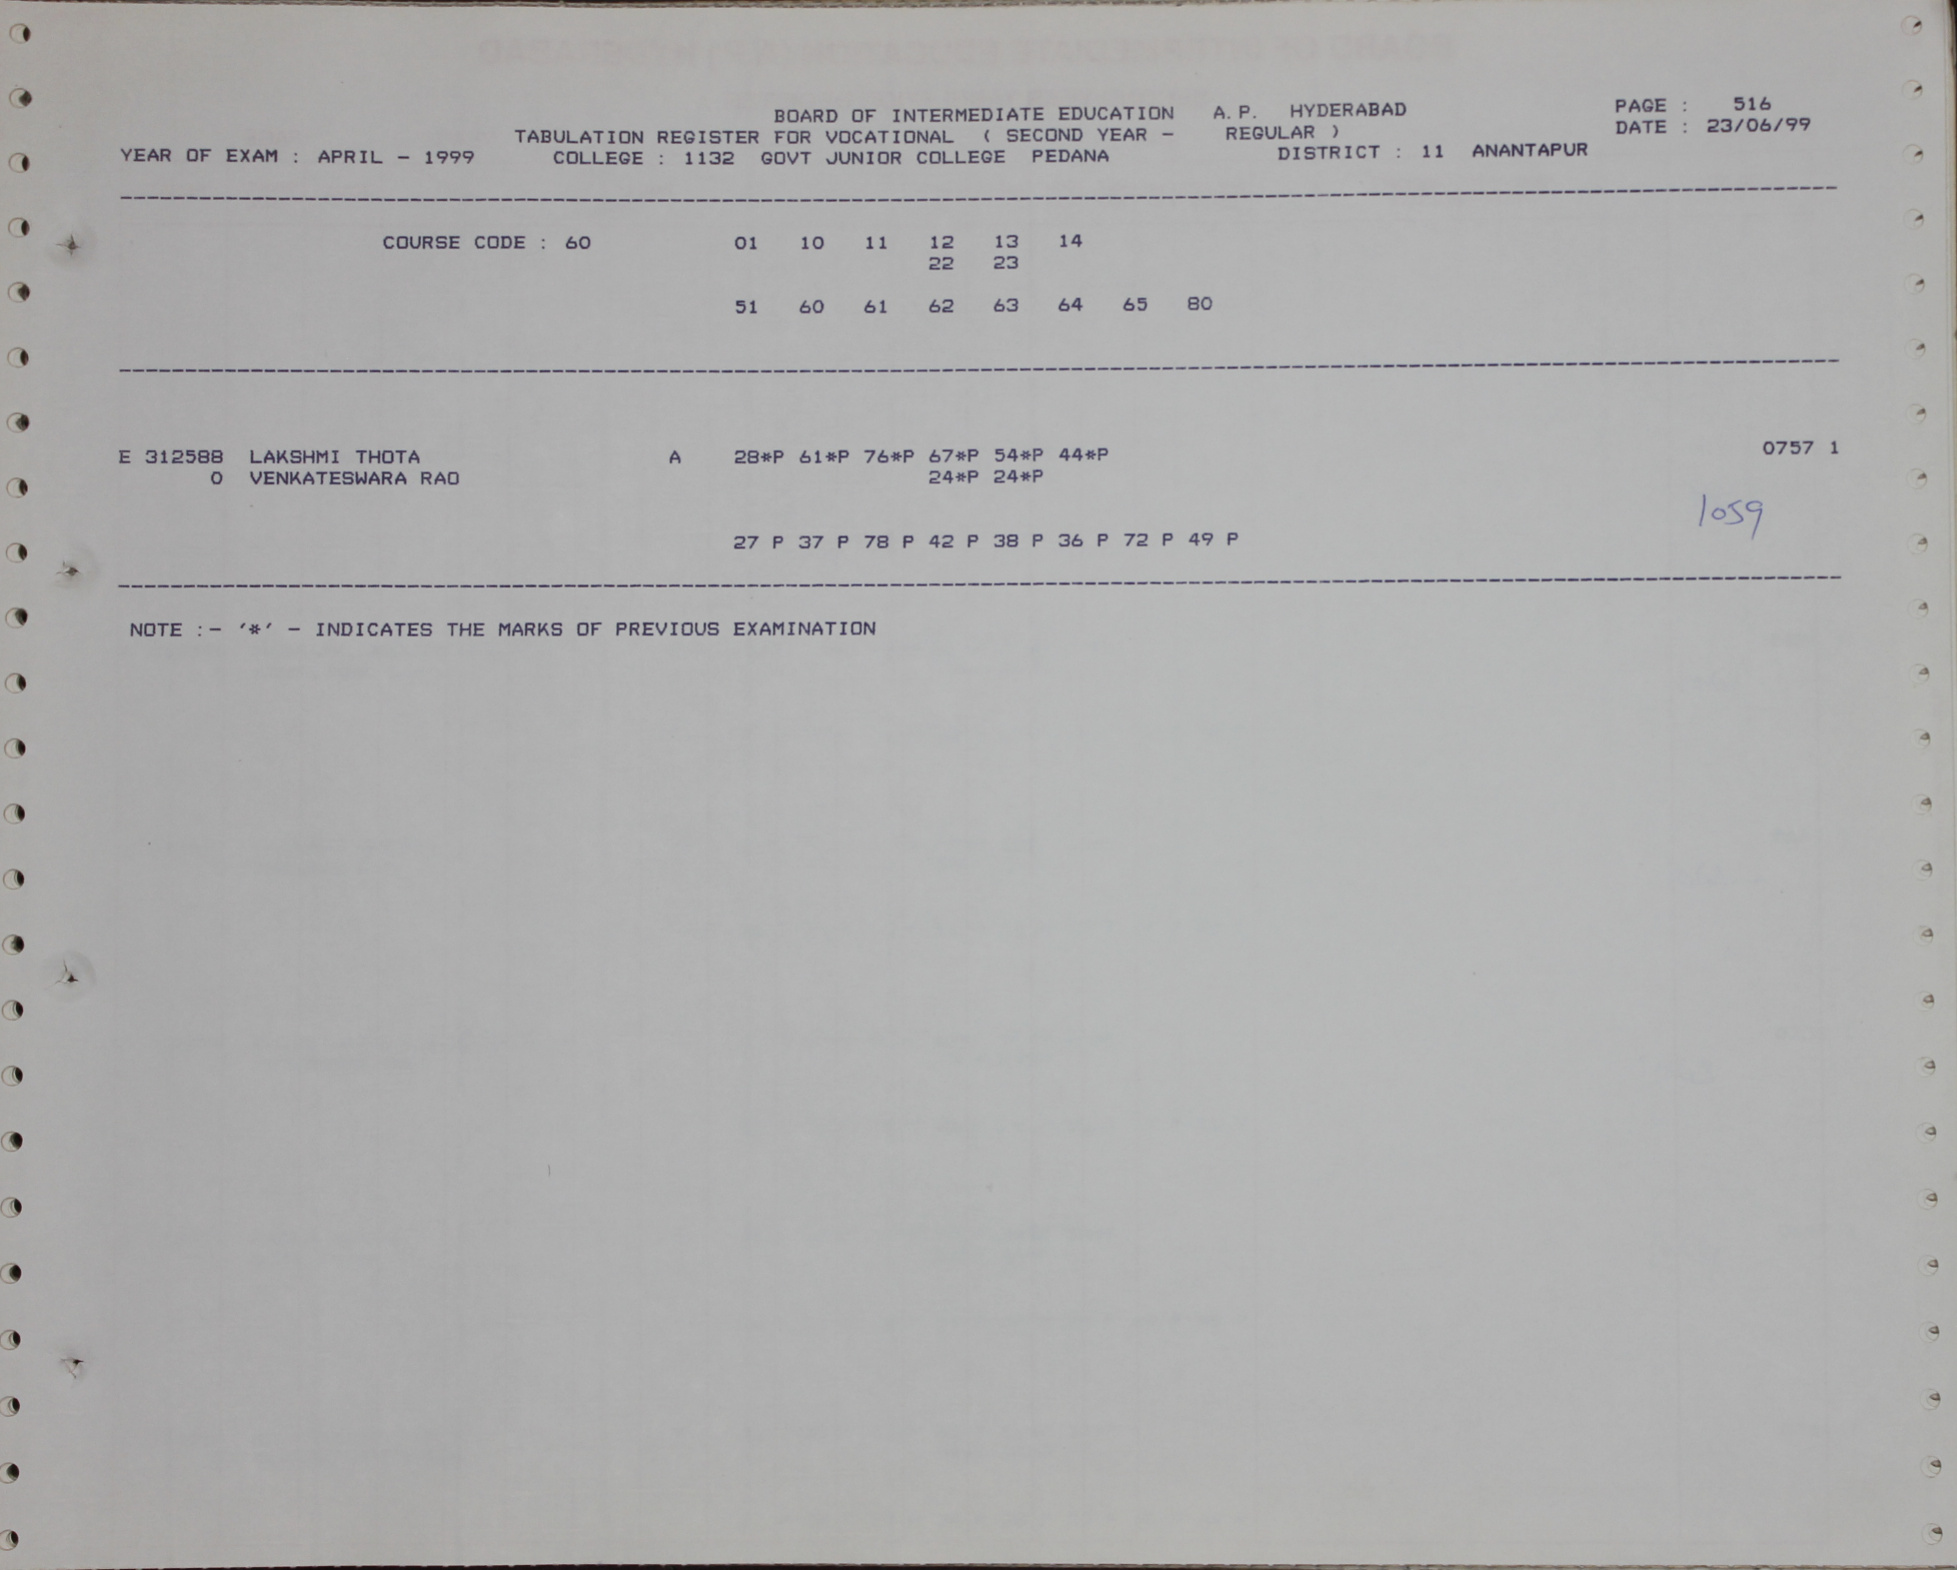 BOARD OF INTERMEDIATE EDUCATION A.P. HYDERABAD PAGE : 516
TABULATION REGISTER FOR VOCATIONAL ( SECOND YEAR - REGULAR ) DATE : 23/06/99
YEAR OF EXAM : APRIL - 1999 COLLEGE : 1132 GOVT JUNIOR COLLEGE PEDANA DISTRICT : 11 ANANTAPUR
COURSE CODE : 60 01 10 11 12 13 14
22 23
51 60 61 62 63 64 65 80
E 312588 LAKSHMI THOTA A 28*P 61*P 76*P 67*P 54*P 44*P 0757 1
0 VENKATESWARA RAO 24*P 24*P
1059
27 P 37 P 78 P 42 P 38 P 36 P 72 P 49 P
NOTE :- '*' - INDICATES THE MARKS OF PREVIOUS EXAMINATION